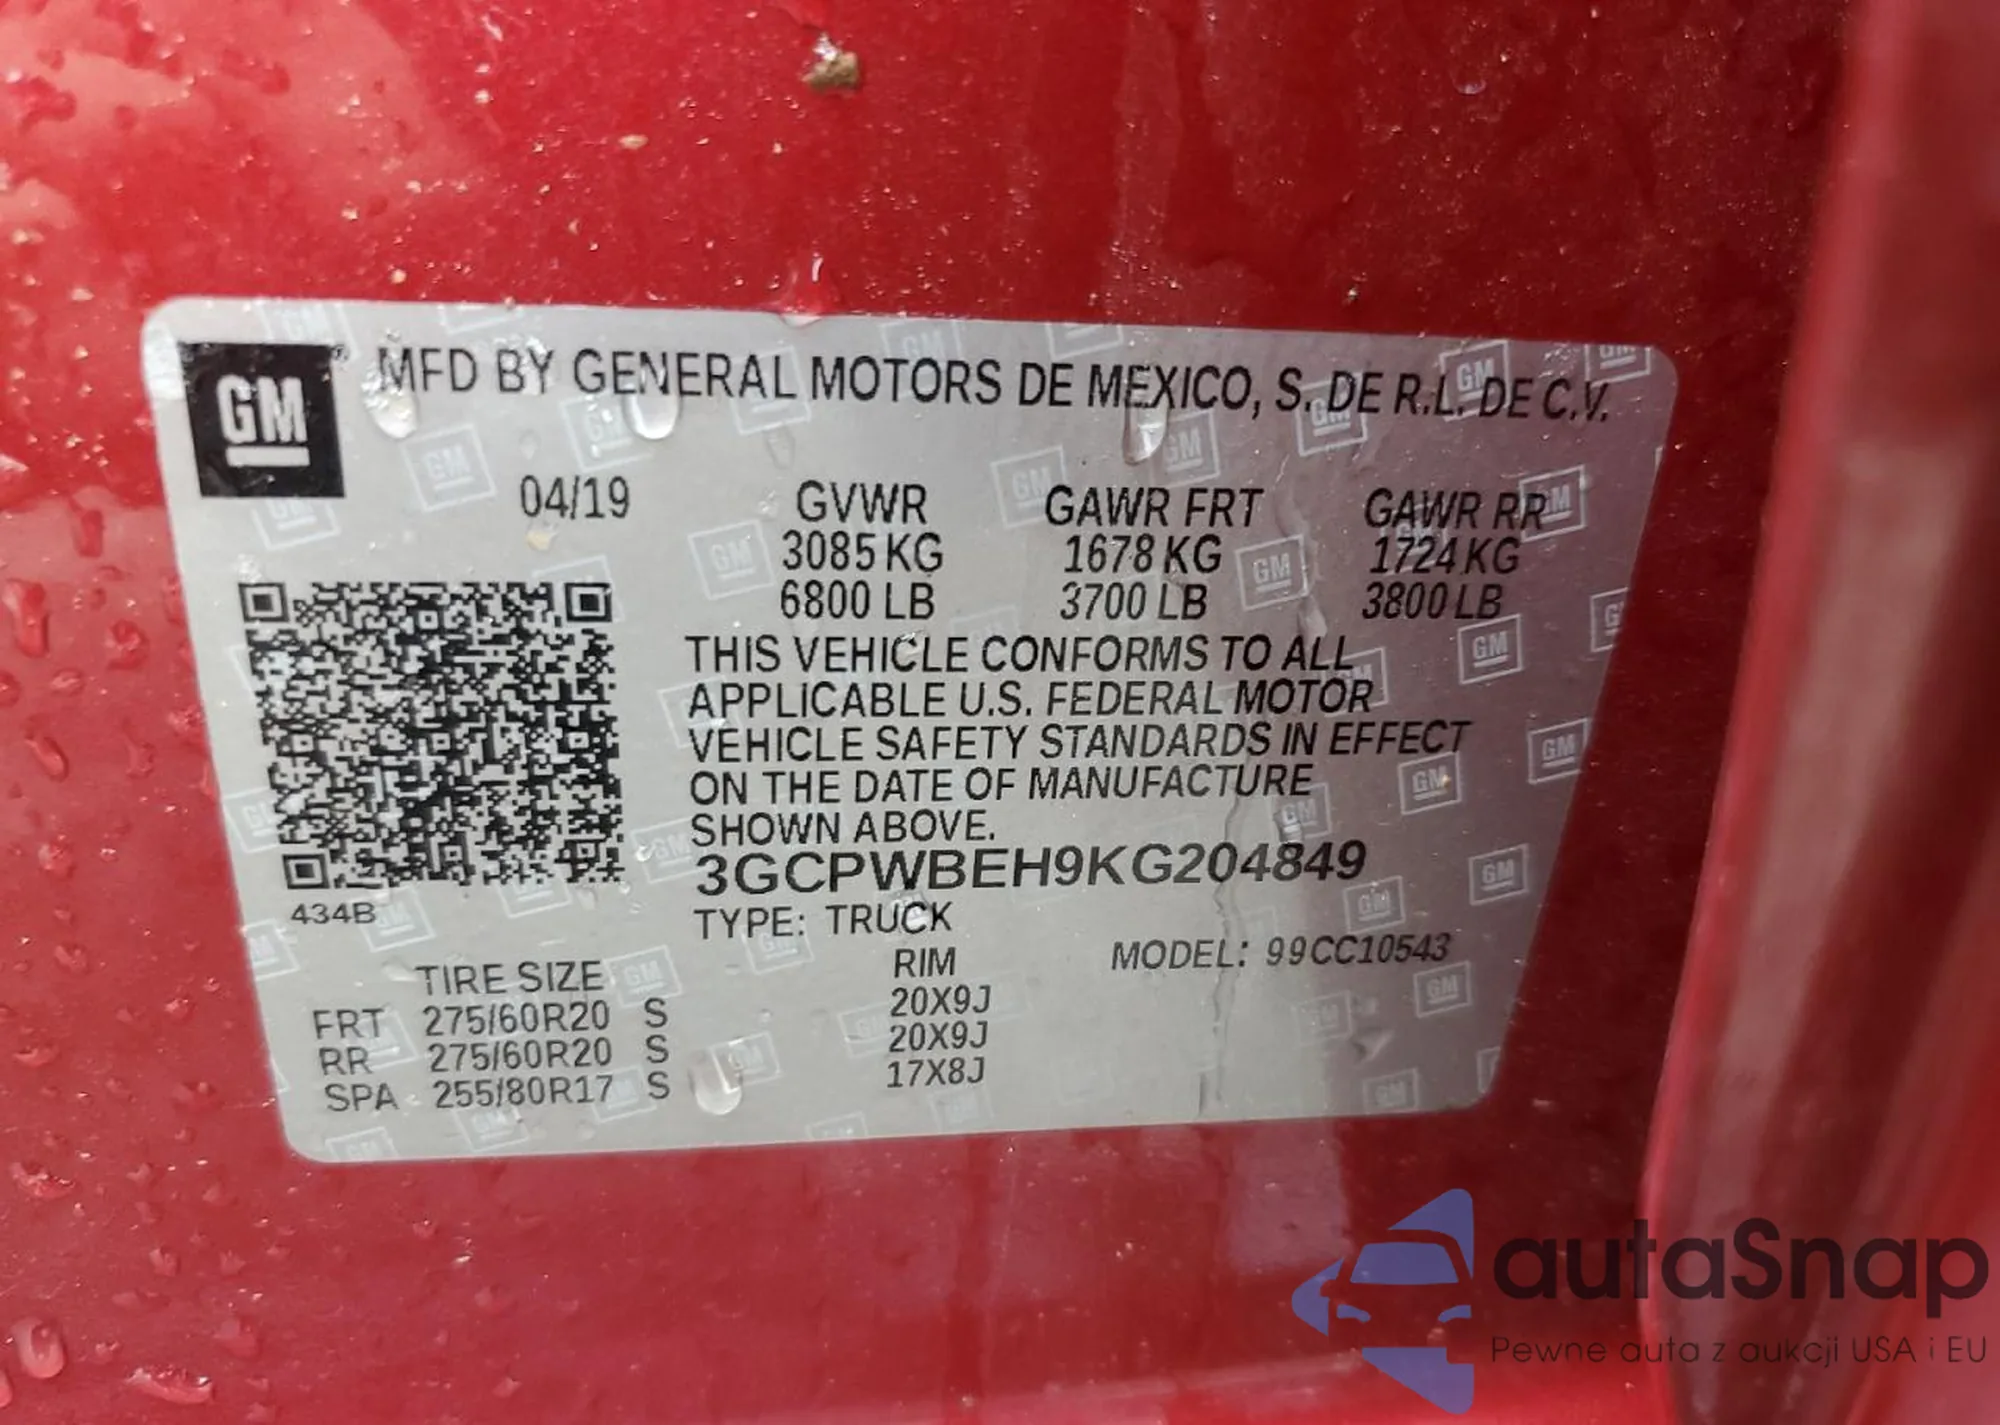 GM
MFD BY GENERAL MOTORS DE MEXICO, S. DE R.L. DE C.V.
04/19 GVWR GAWR FRT GAWR RR
3085 KG 1678 KG 1724 KG
6800 LB 3700 LB 3800 LB
THIS VEHICLE CONFORMS TO ALL
APPLICABLE U.S. FEDERAL MOTOR
VEHICLE SAFETY STANDARDS IN EFFECT
ON THE DATE OF MANUFACTURE
SHOWN ABOVE.
3GCPWBEH9KG204849
434B
TYPE: TRUCK
TIRE SIZE RIM MODEL: 99CC10543
FRT 275/60R20 S 20X9J
RR 275/60R20 S 20X9J
SPA 255/80R17 S 17X8J
autaSnap
Pewne auta z aukcji USA i EU